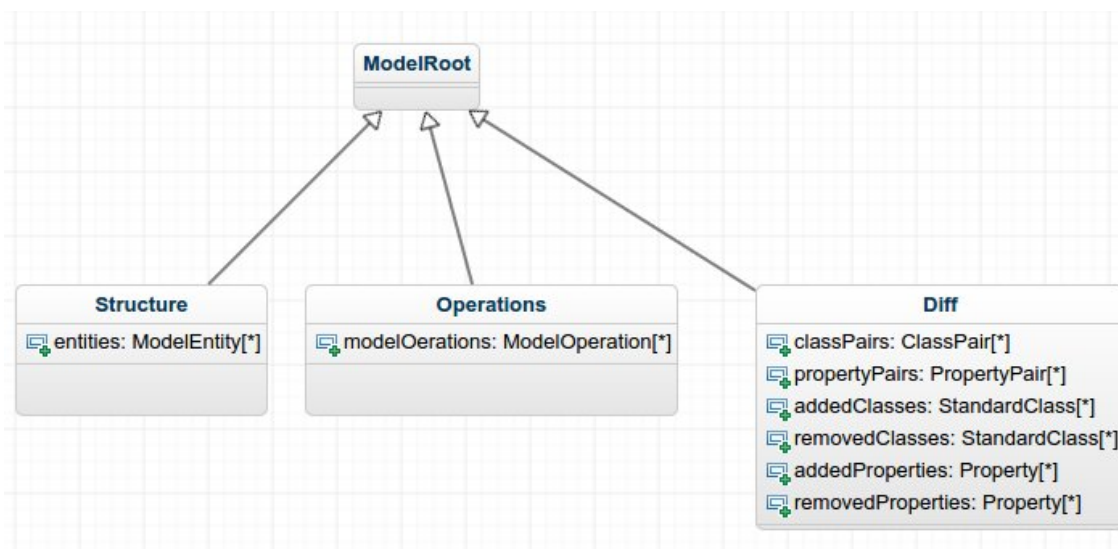 ModelRoot
Structure
entities: ModelEntity[*]
Operations
modelOerations: ModelOperation[*]
Diff
classPairs: ClassPair[*]
propertyPairs: PropertyPair[*]
addedClasses: StandardClass[*]
removedClasses: StandardClass[*]
addedProperties: Property[*]
removedProperties: Property[*]